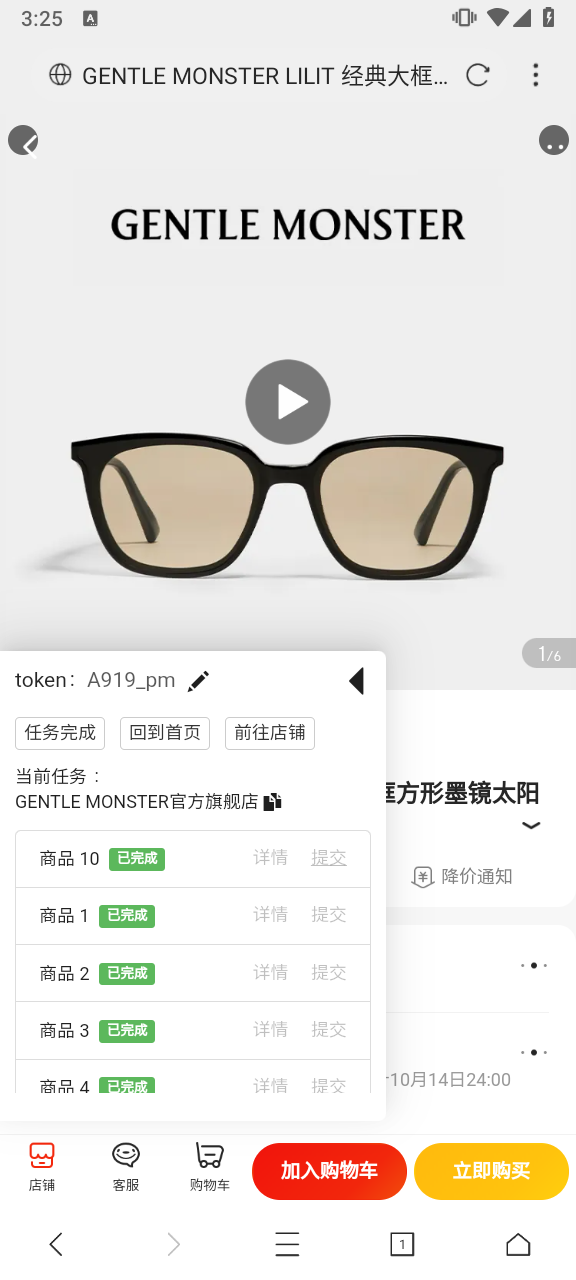 3:25
A
GENTLE MONSTER LILIT 经典大框...
GENTLE MONSTER
1/6
token： A919_pm
任务完成 回到首页 前往店铺
当前任务 ：
GENTLE MONSTER官方旗舰店
框方形墨镜太阳
商品 10 已完成 详情 提交
降价通知
商品 1 已完成 详情 提交
商品 2 已完成 详情 提交
商品 3 已完成 详情 提交
商品 4 已完成 详情 提交
10月14日24:00
店铺 客服 购物车 加入购物车 立即购买
1